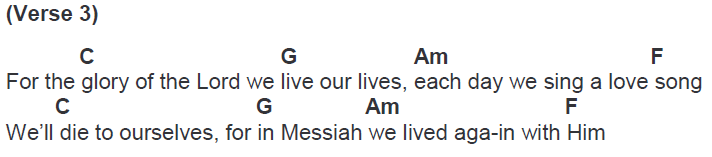 (Verse 3)
C G Am F
For the glory of the Lord we live our lives, each day we sing a love song
C G Am F
We'll die to ourselves, for in Messiah we lived aga-in with Him